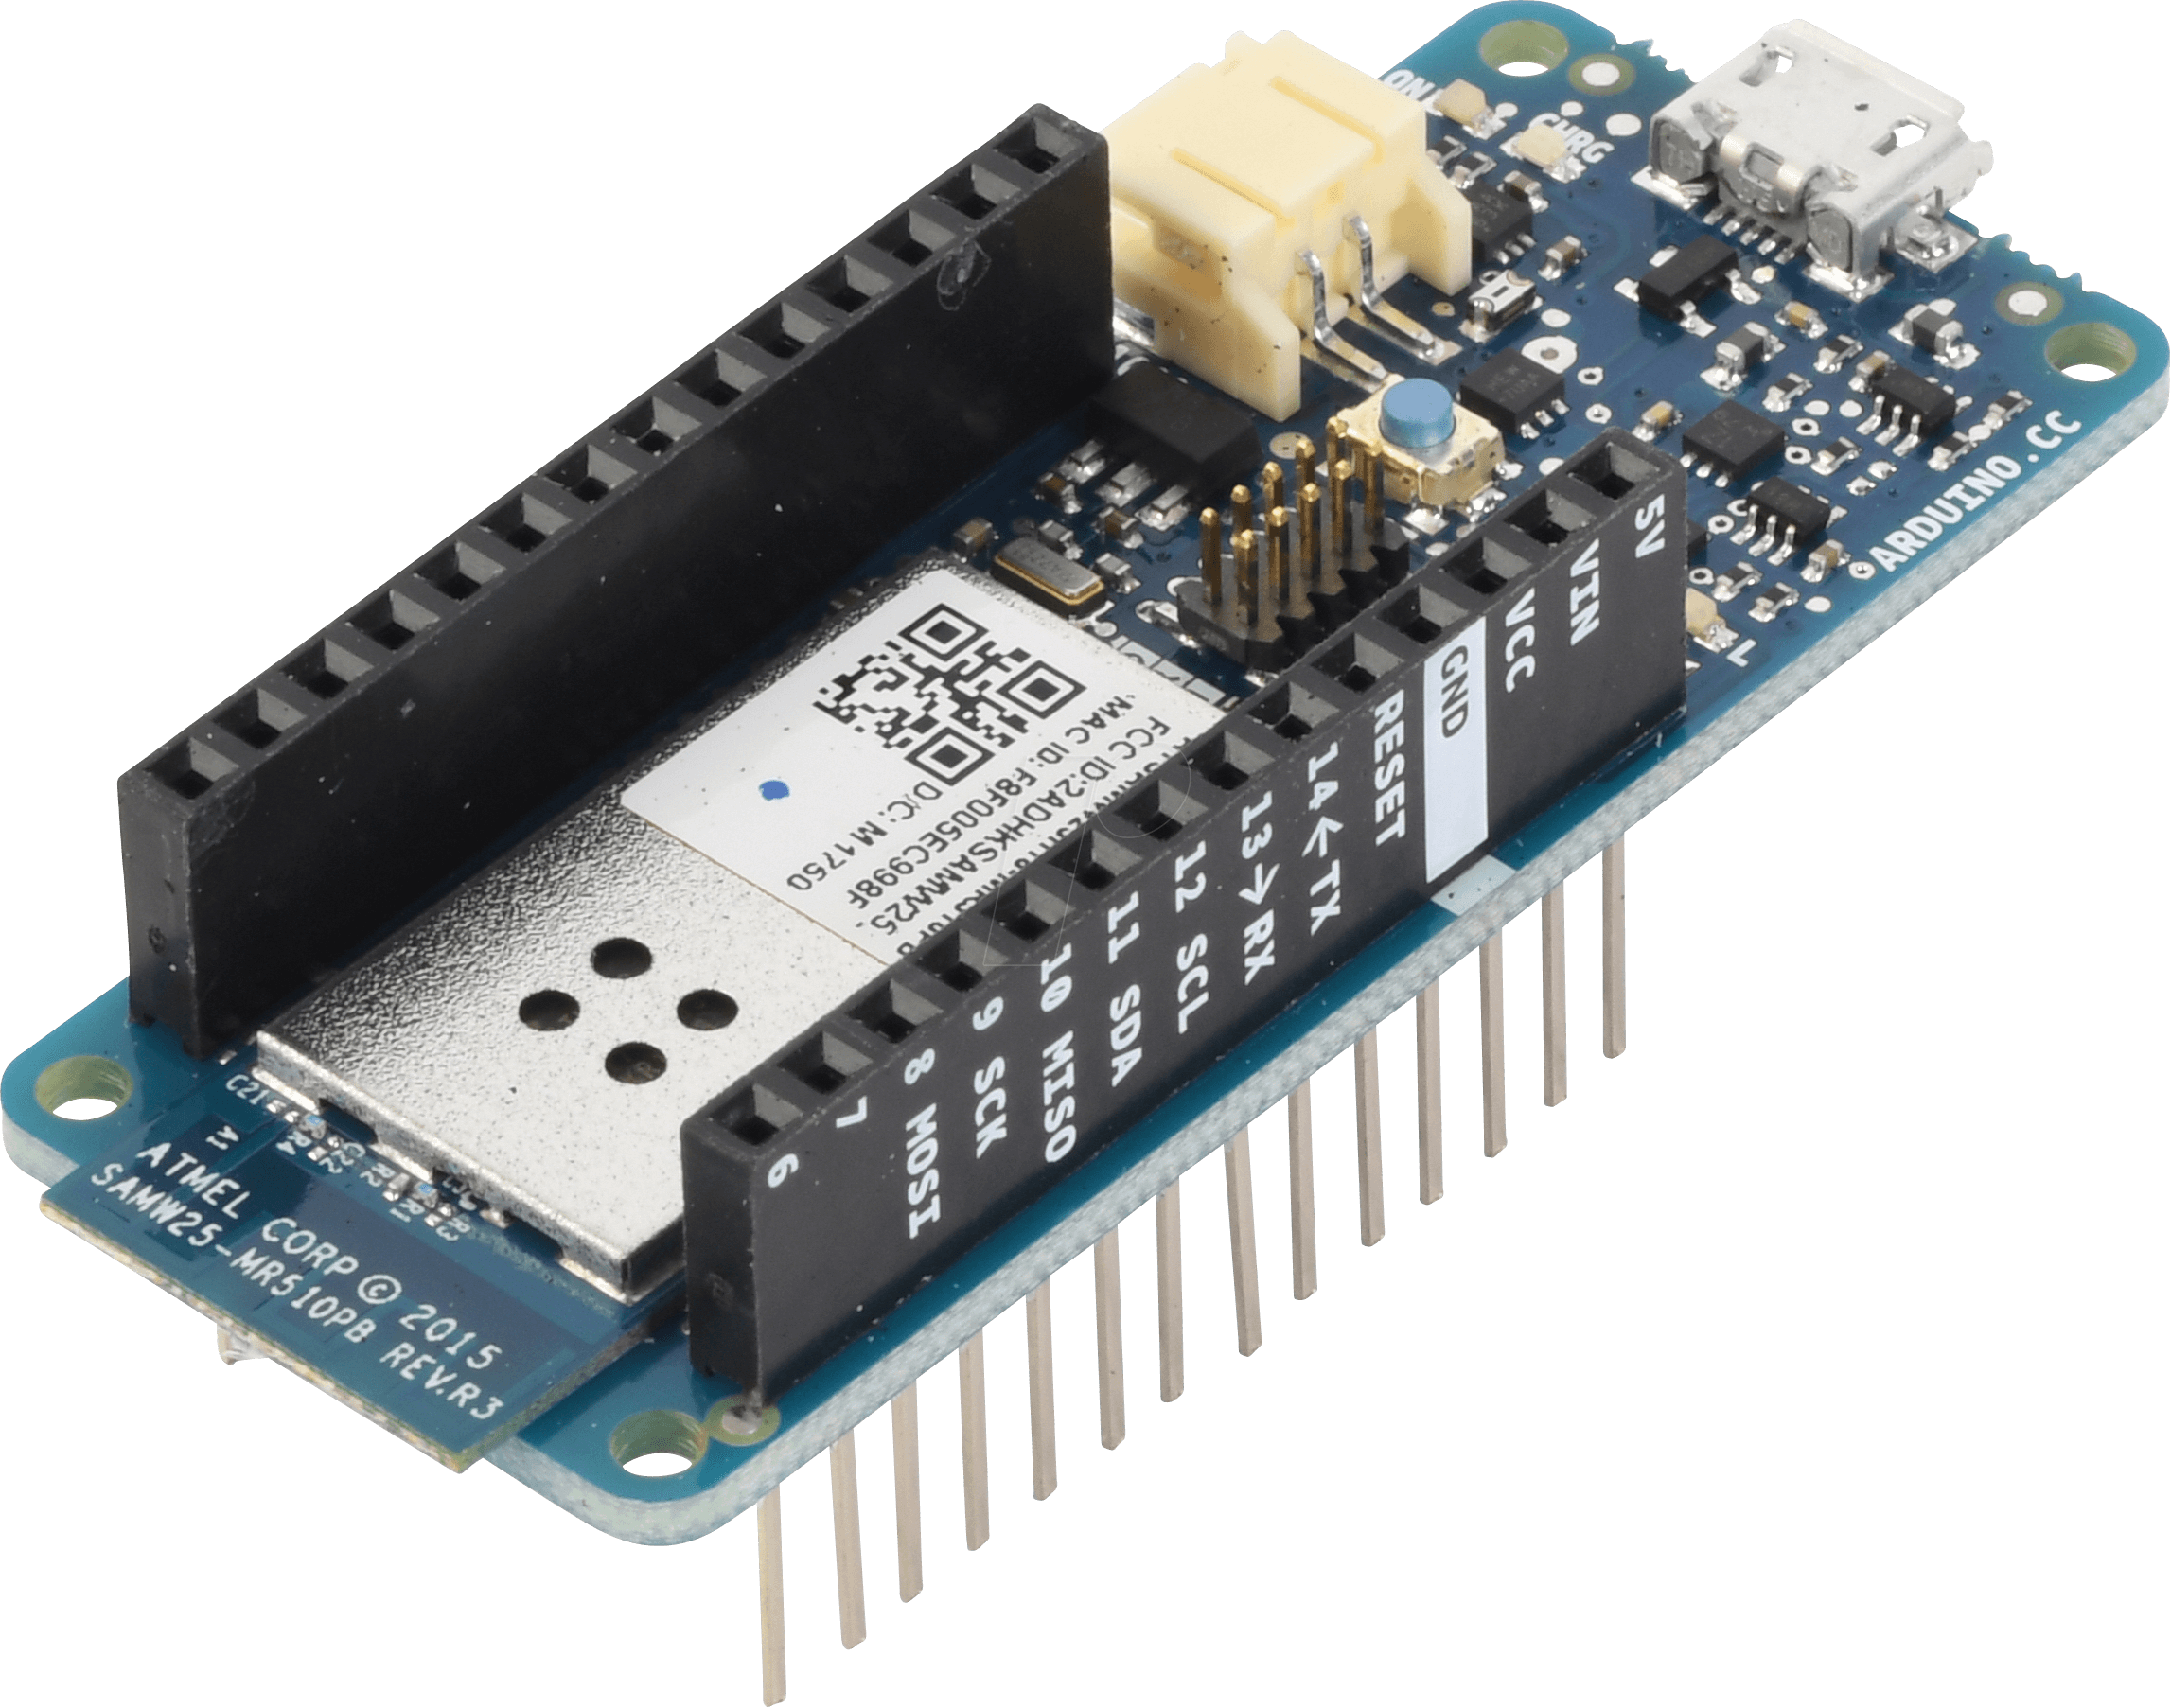 ON
CHRG
ARDUINO.CC
L
5V
VIN
VCC
GND
RESET
14←TX
13→RX
12 SCL
11 SDA
10 MISO
9 SCK
8 MOSI
7
6
FCC ID:2ADHKSAMW25
MAC ID: F8F005EC998F
D/C: M 1750
C21
ATMEL CORP © 2015
SAMW25-MR510PB REV.R3